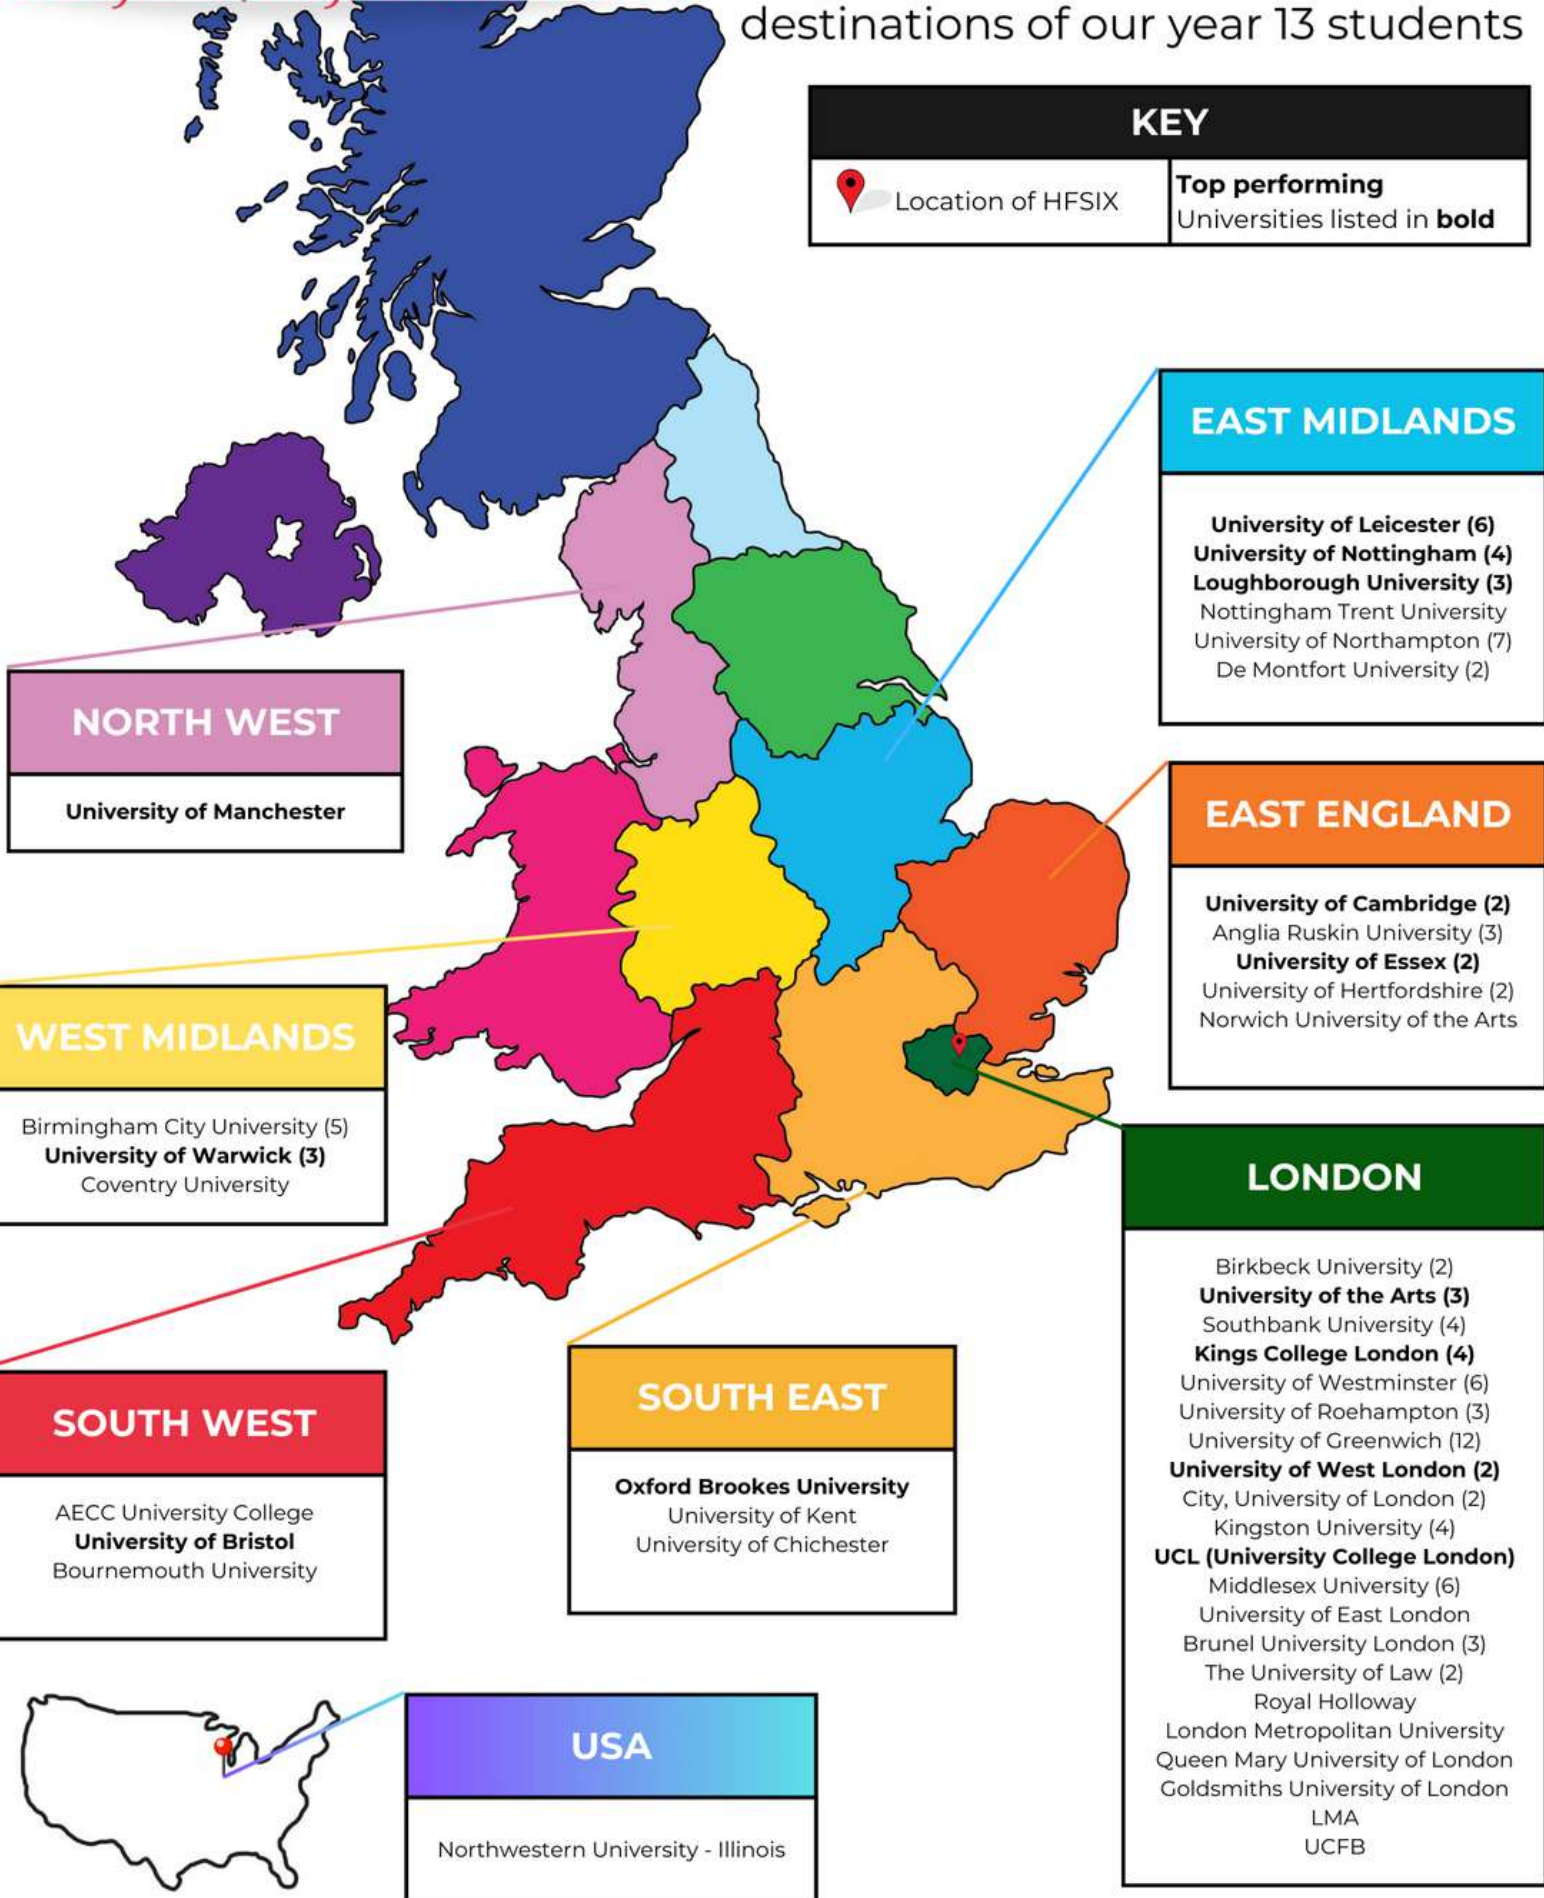 destinations of our year 13 students
KEY
Location of HFSIX
Top performing
Universities listed in bold
EAST MIDLANDS
University of Leicester (6)
University of Nottingham (4)
Loughborough University (3)
Nottingham Trent University
University of Northampton (7)
De Montfort University (2)
NORTH WEST
University of Manchester
EAST ENGLAND
University of Cambridge (2)
Anglia Ruskin University (3)
University of Essex (2)
University of Hertfordshire (2)
Norwich University of the Arts
WEST MIDLANDS
Birmingham City University (5)
University of Warwick (3)
Coventry University
LONDON
Birkbeck University (2)
University of the Arts (3)
Southbank University (4)
Kings College London (4)
University of Westminster (6)
University of Roehampton (3)
University of Greenwich (12)
University of West London (2)
City, University of London (2)
Kingston University (4)
UCL (University College London)
Middlesex University (6)
University of East London
Brunel University London (3)
The University of Law (2)
Royal Holloway
London Metropolitan University
Queen Mary University of London
Goldsmiths University of London
LMA
UCFB
SOUTH WEST
AECC University College
University of Bristol
Bournemouth University
SOUTH EAST
Oxford Brookes University
University of Kent
University of Chichester
USA
Northwestern University - Illinois